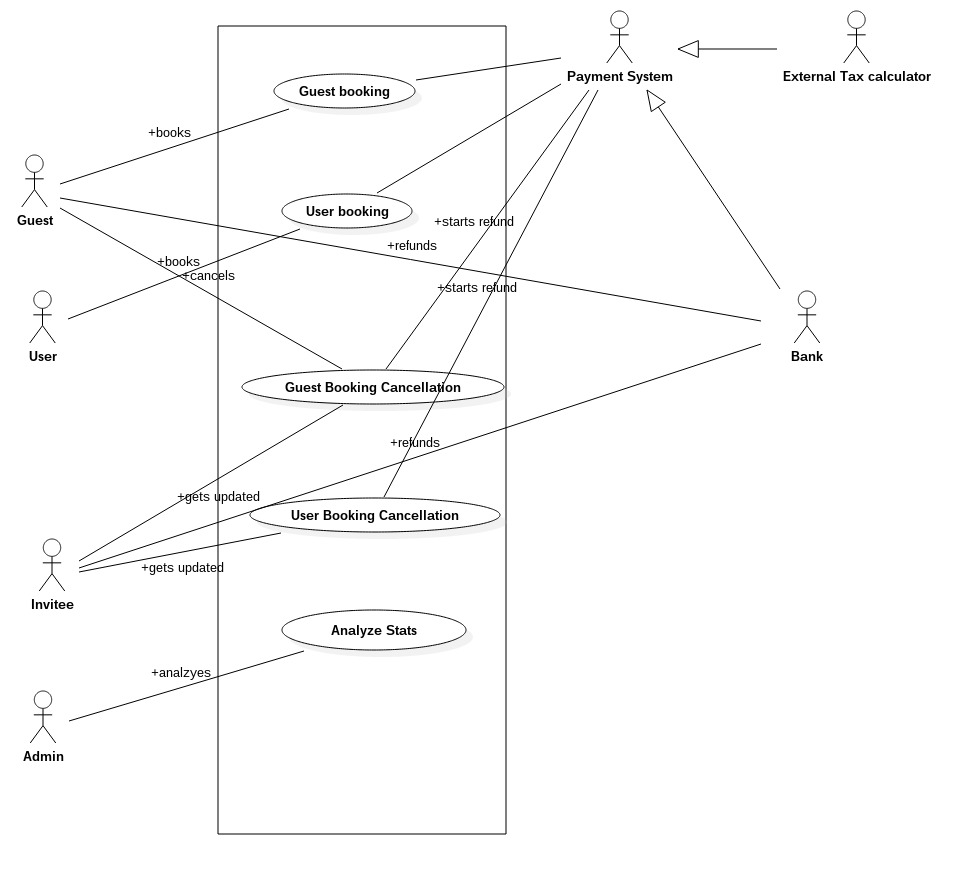 Payment System
External Tax calculator
Guest booking
+books
Guest
User booking
+starts refund
+refunds
+books
+cancels
+starts refund
User
Bank
Guest Booking Cancellation
+refunds
+gets updated
User Booking Cancellation
+gets updated
Invitee
Analyze Stats
+analzyes
Admin